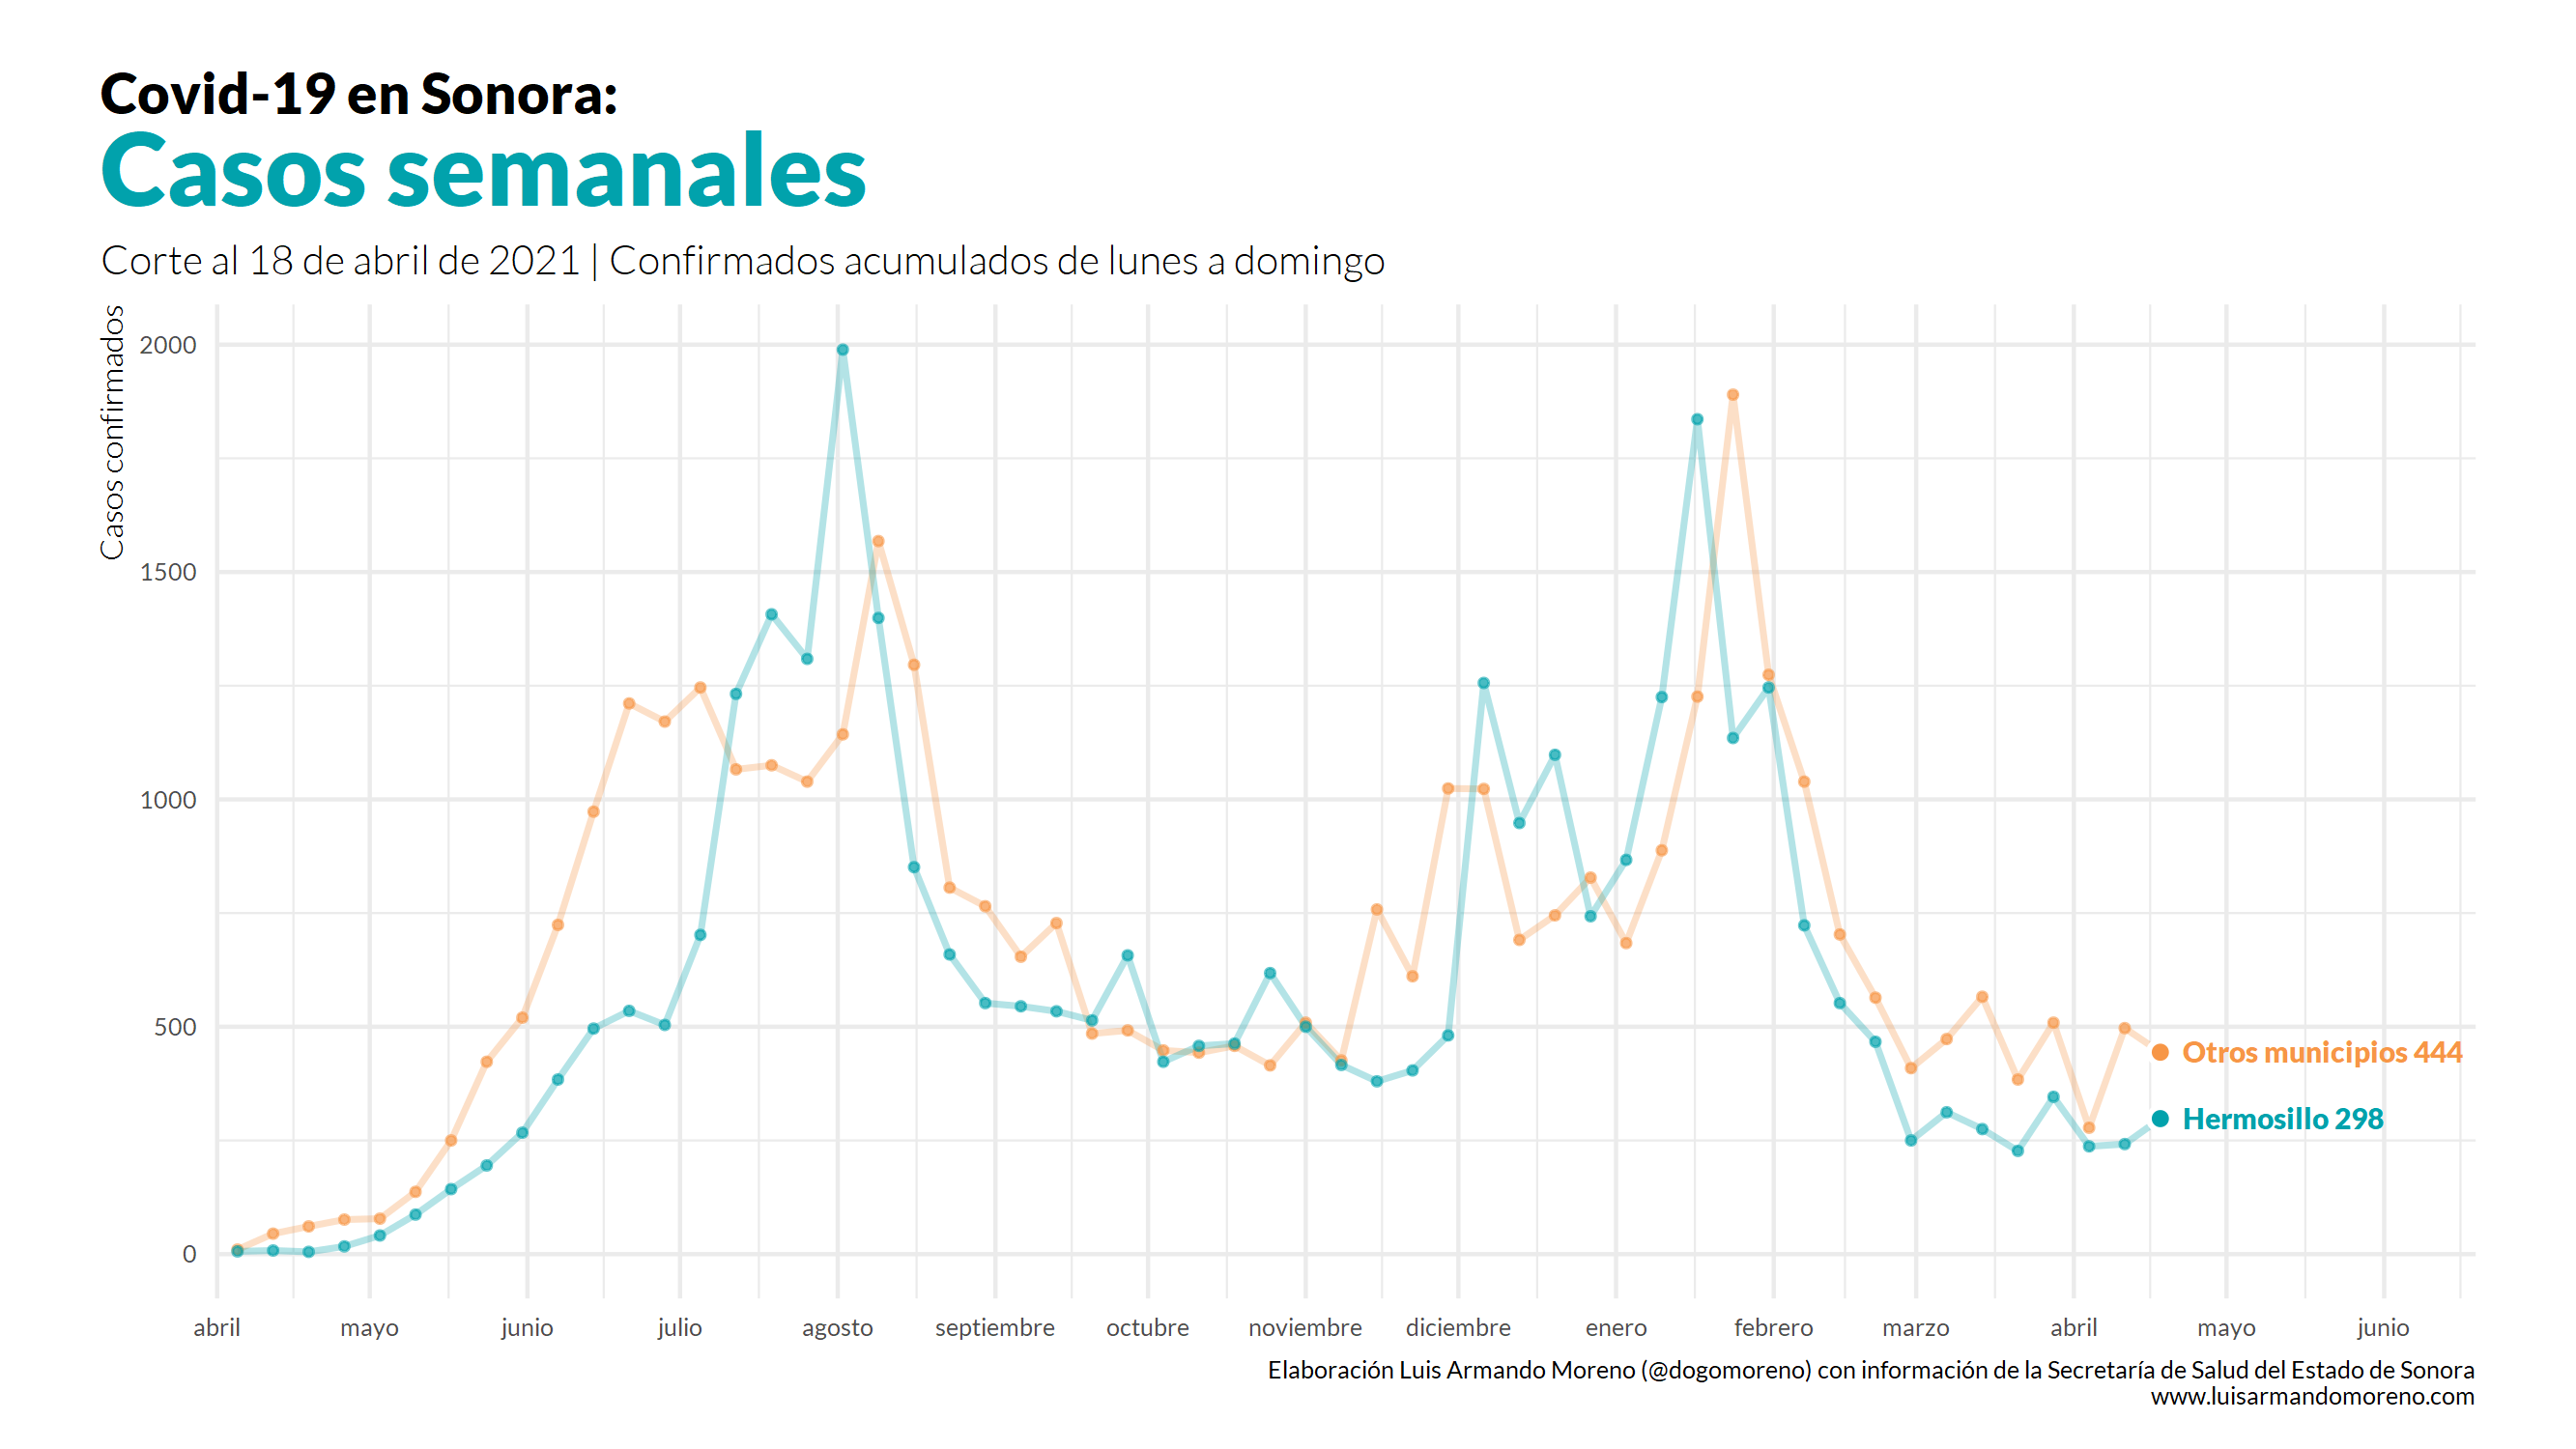 Covid-19 en Sonora:
Casos semanales
Corte al 18 de abril de 2021 | Confirmados acumulados de lunes a domingo
Casos confirmados
2000
1500
1000
500
0
Otros municipios 444
Hermosillo 298
abril mayo junio julio agosto septiembre octubre noviembre diciembre enero febrero marzo abril mayo junio
Elaboración Luis Armando Moreno (@dogomoreno) con información de la Secretaría de Salud del Estado de Sonora
www.luisarmandomoreno.com